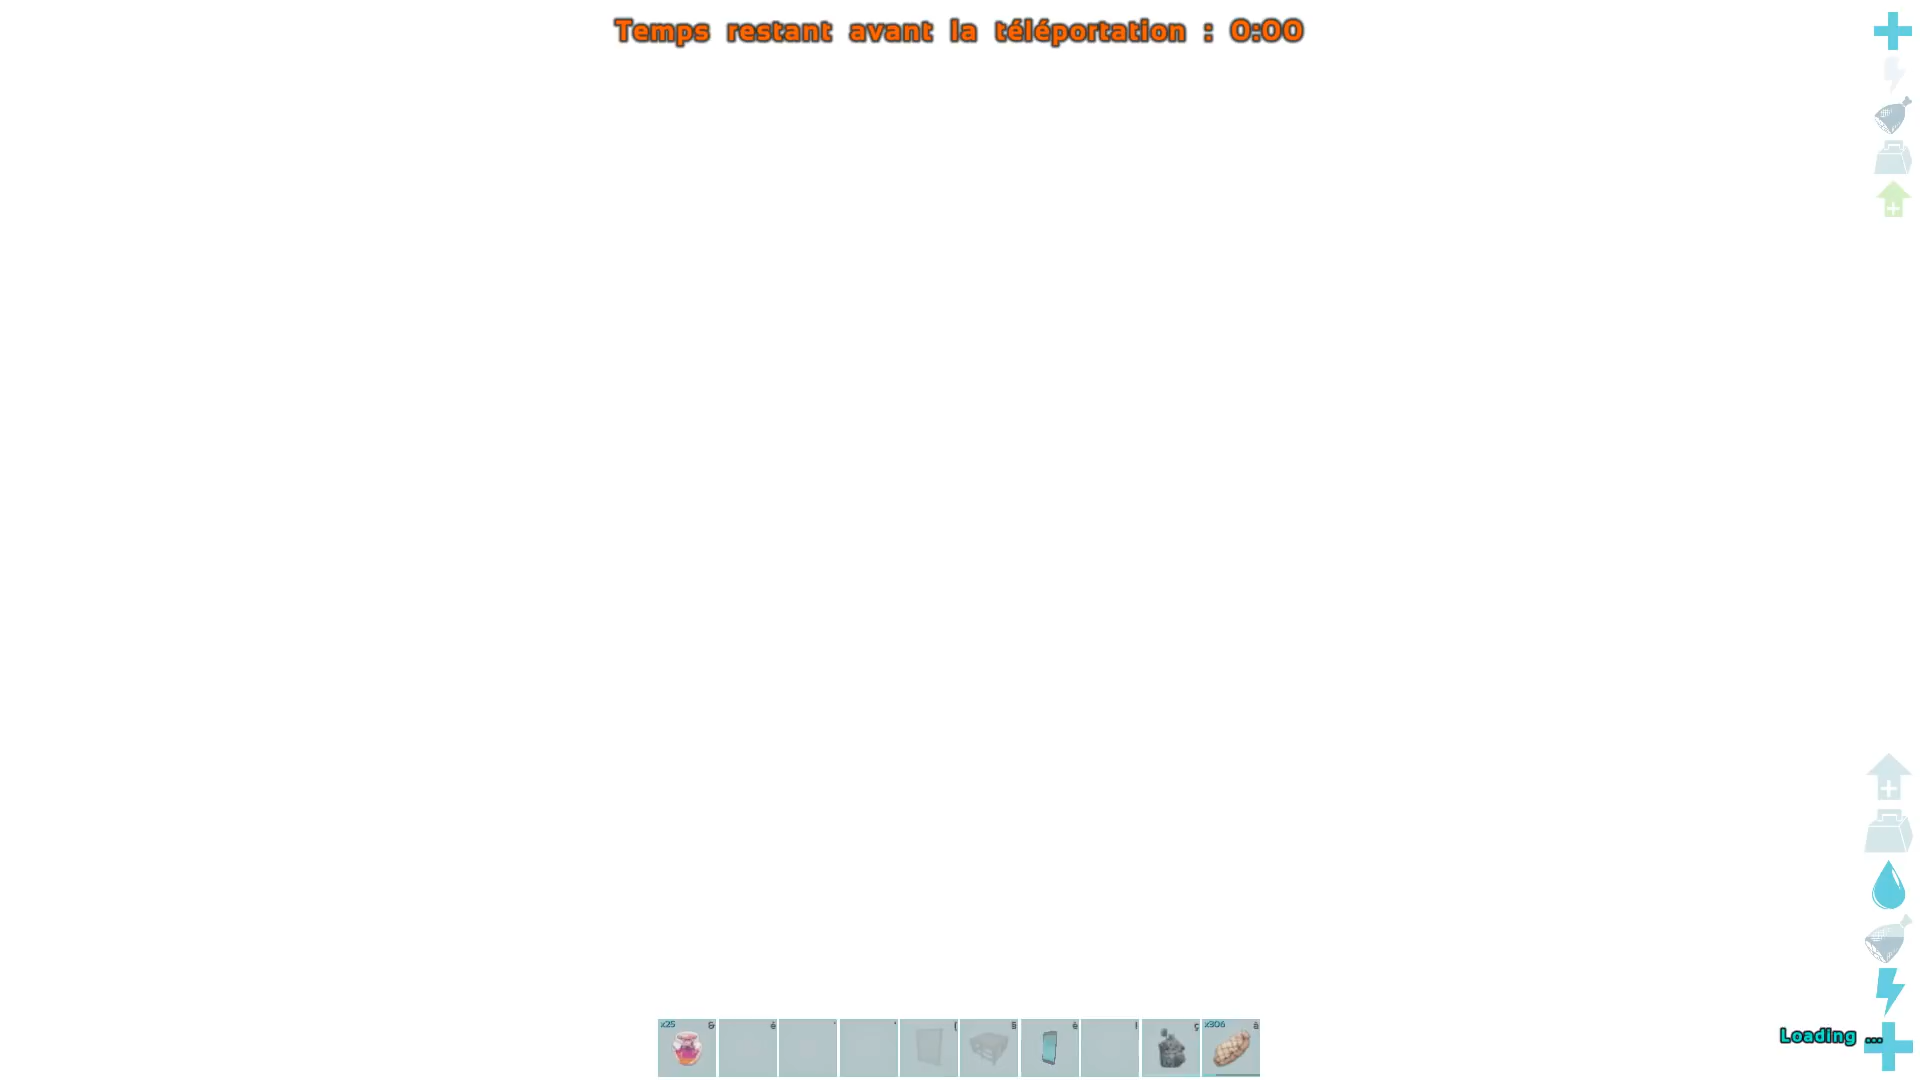 Temps restant avant la téléportation : 0:00
x25 & é " ' ( è ç x306 à
Loading ...